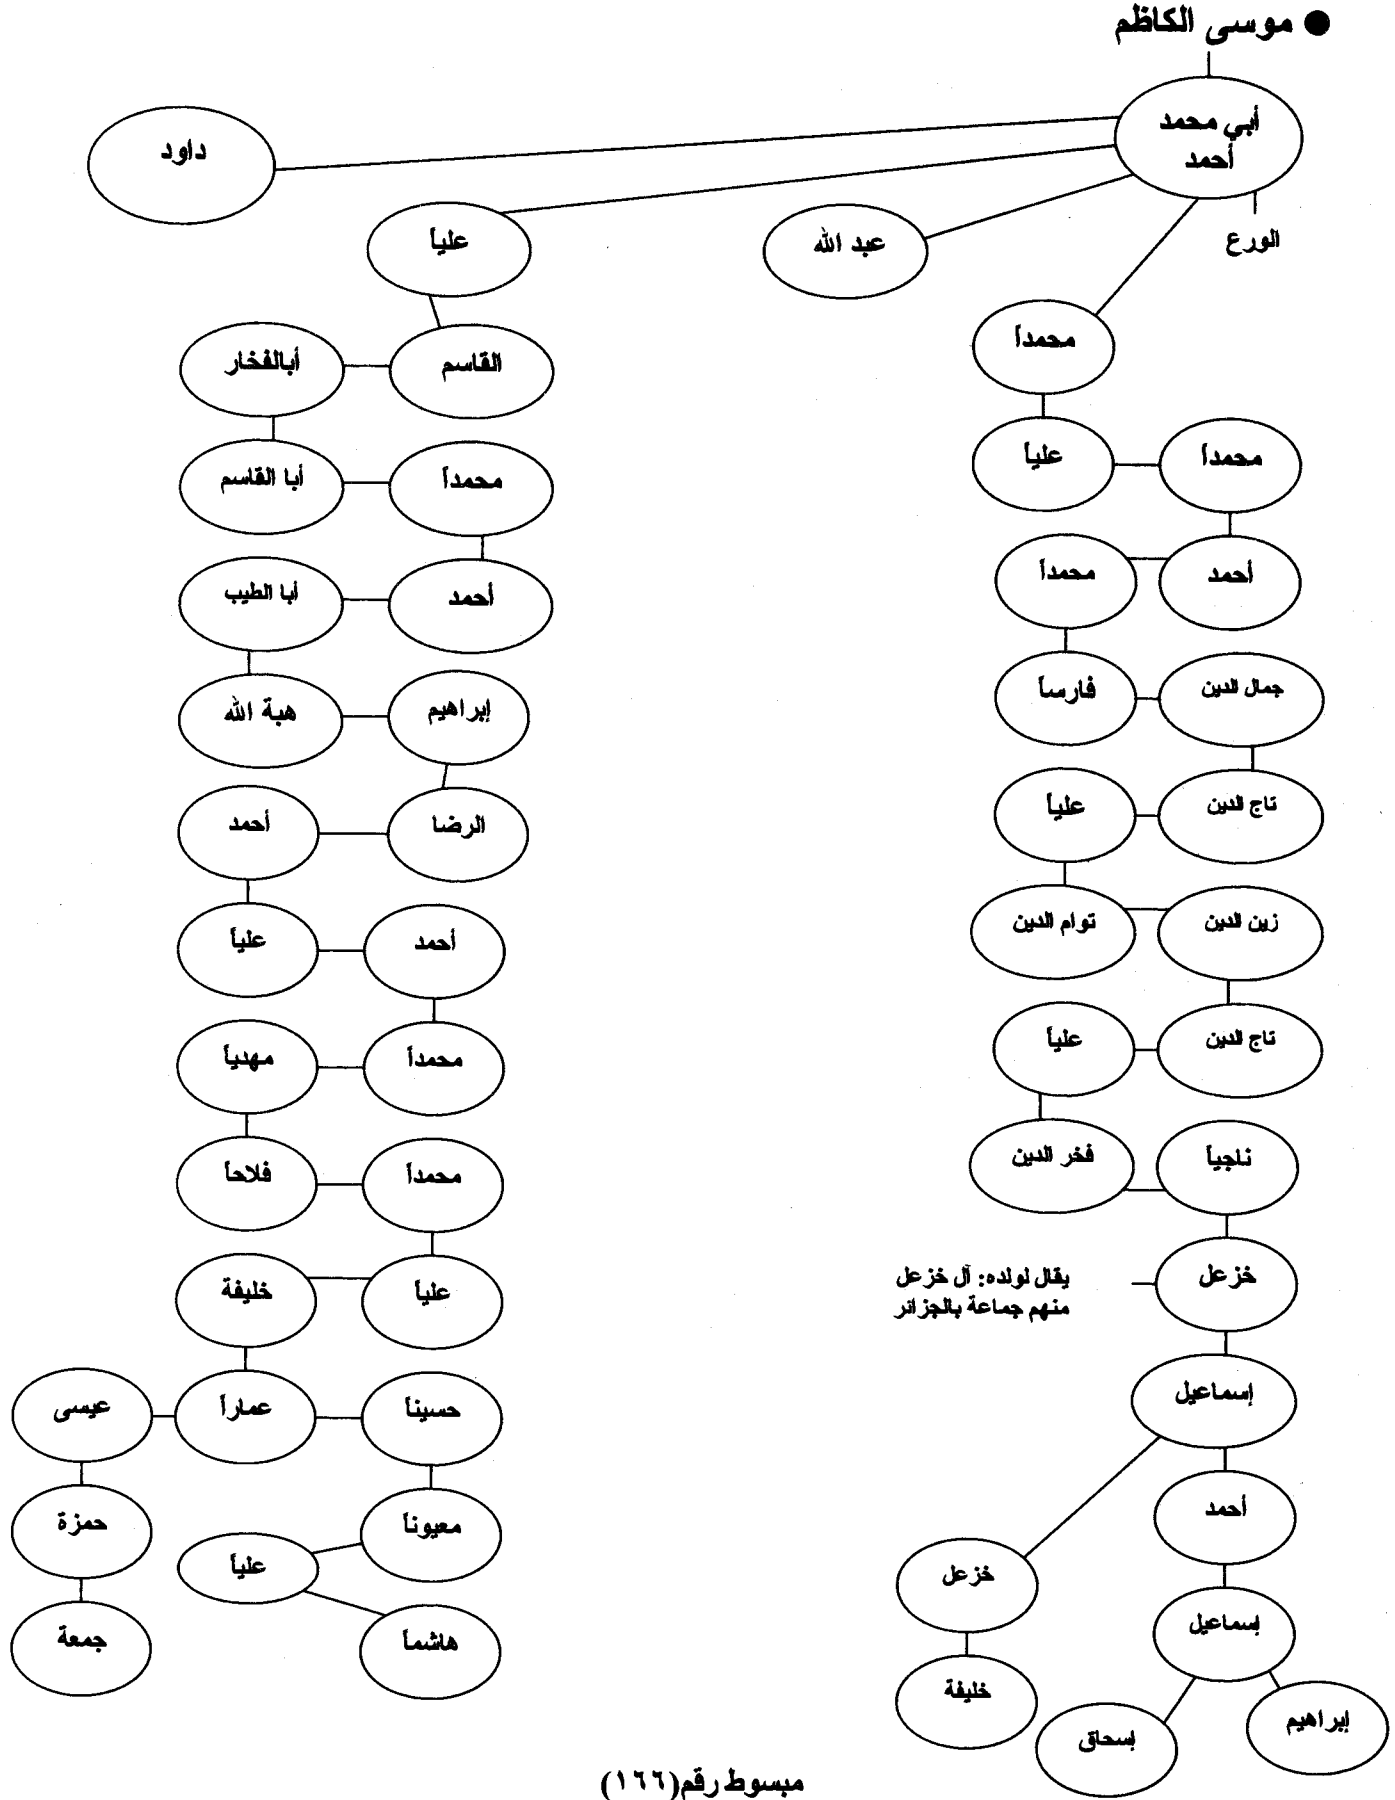 ● موسى الكاظم
أبي محمد
أحمد
الورع
داود
علياً
عبد الله
محمداً
القاسم
أبالفخار
أبا القاسم
محمداً
أحمد
أبا الطيب
هبة الله
إبراهيم
الرضا
أحمد
علياً
أحمد
محمداً
مهدياً
فلاحاً
محمداً
علياً
خليفة
عماراً
حسيناً
عيسى
حمزة
جمعة
معيوناً
علياً
هاشماً
علياً
محمداً
أحمد
محمداً
فارساً
جمال الدين
تاج الدين
علياً
توام الدين
زين الدين
تاج الدين
علياً
فخر الدين
ناجياً
خزعل
يقال لولده: آل خزعل
منهم جماعة بالجزائر
إسماعيل
أحمد
خزعل
خليفة
إسماعيل
إسحاق
إبراهيم
مبسوط رقم(١٦٦)